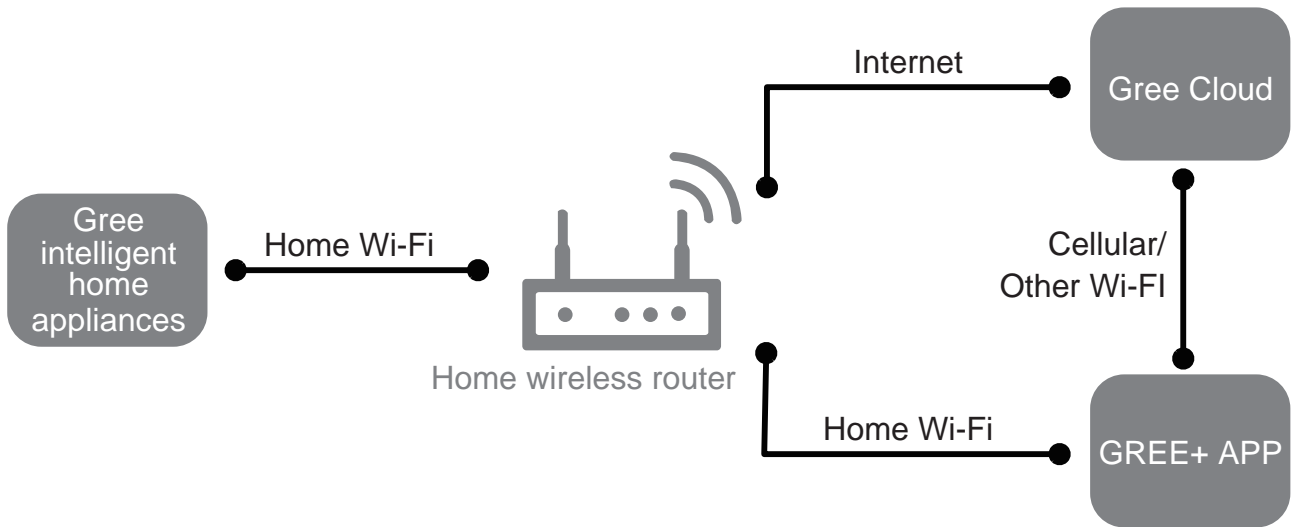 Internet
Gree Cloud
Gree
intelligent
home
appliances
Home Wi-Fi
Cellular/
Other Wi-FI
Home wireless router
Home Wi-Fi
GREE+ APP